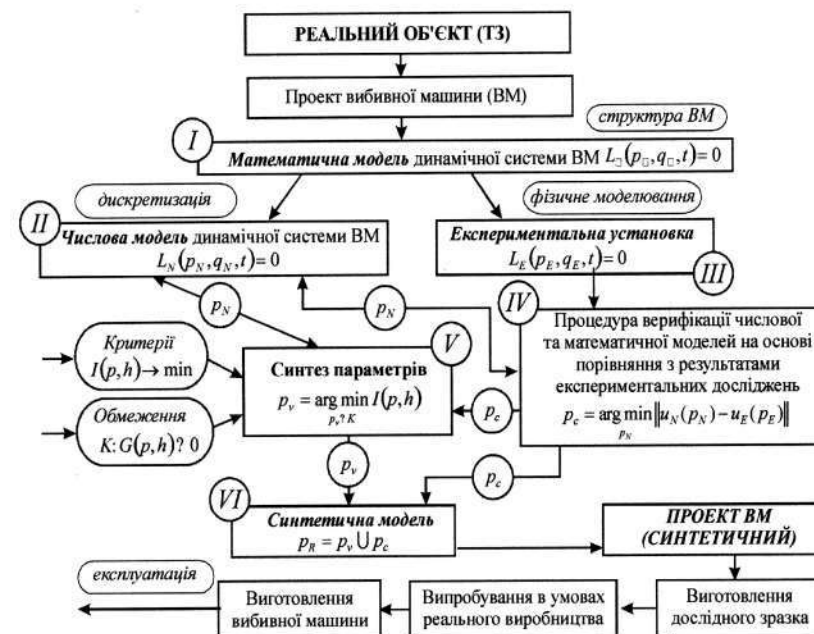 РЕАЛЬНИЙ ОБ'ЄКТ (ТЗ)
Проект вибивної машини (ВМ)
структура ВМ
I
Математична модель динамічної системи ВМ L□(p□,q□,t)=0
дискретизація
фізичне моделювання
II
Числова модель динамічної системи ВМ
L_N(p_N,q_N,t)=0
Експериментальна установка
L_E(p_E,q_E,t)=0
III
p_N
p_N
IV
Процедура верифікації числової
та математичної моделей на основі
порівняння з результатами
експериментальних досліджень
p_c = arg min ||u_N(p_N) − u_E(p_E)||
p_N
Критерії
I(p,h)→ min
V
Синтез параметрів
p_v = arg min I(p,h)
p_v ? K
Обмеження
K: G(p,h)? 0
p_c
p_v
p_c
VI
Синтетична модель
p_R = p_v ⋃ p_c
ПРОЕКТ ВМ
(СИНТЕТИЧНИЙ)
експлуатація
Виготовлення
вибивної машини
Випробування в умовах
реального виробництва
Виготовлення
дослідного зразка